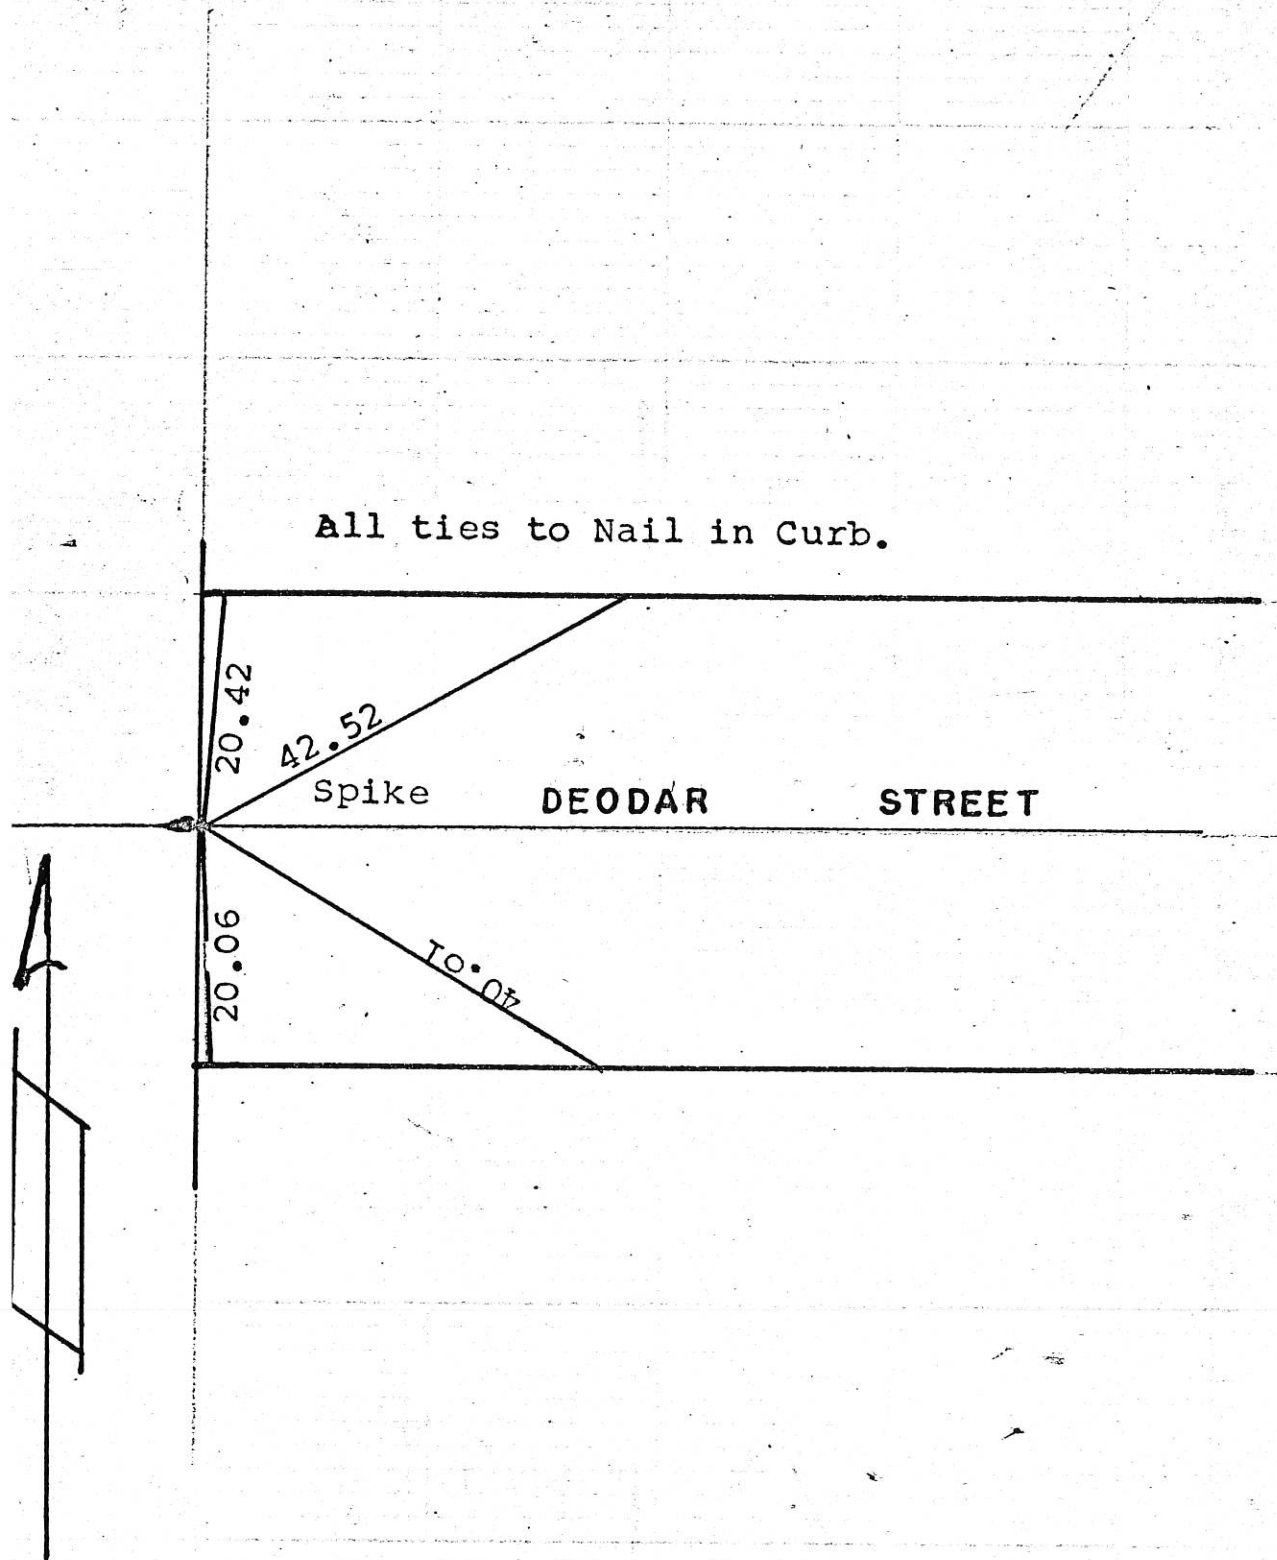 All ties to Nail in Curb.
20.42
42.52
Spike
DEODAR STREET
20.06
40.01